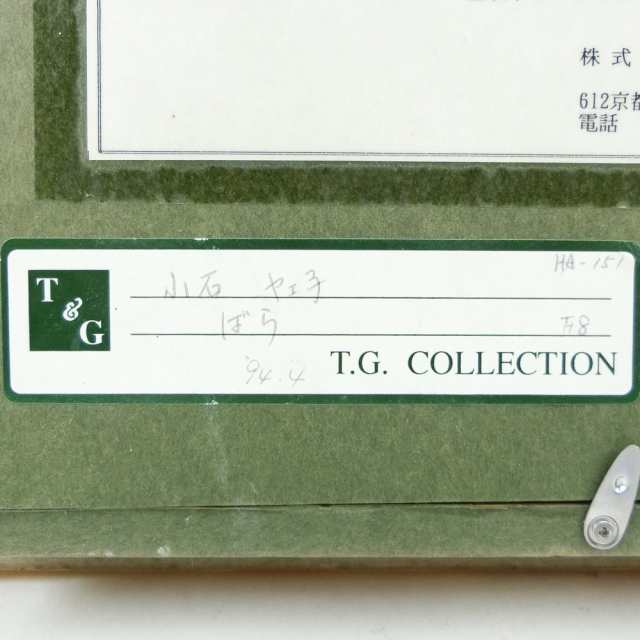 株式
612京都
電話
HA-151
小石 ヤエ子
ばら
F8
'94.4
T&G
T.G. COLLECTION